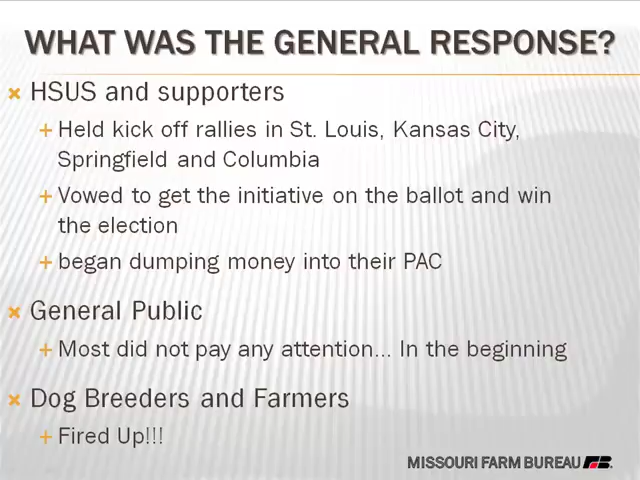 WHAT WAS THE GENERAL RESPONSE?
HSUS and supporters
Held kick off rallies in St. Louis, Kansas City,
Springfield and Columbia
Vowed to get the initiative on the ballot and win
the election
began dumping money into their PAC
General Public
Most did not pay any attention... In the beginning
Dog Breeders and Farmers
Fired Up!!!
MISSOURI FARM BUREAU FB